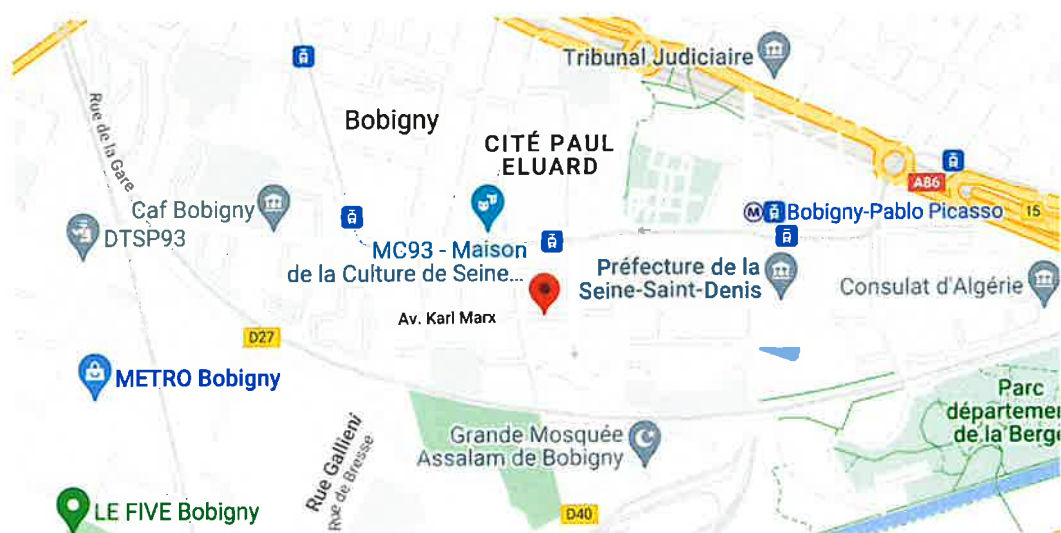 Tribunal Judiciaire
Rue de la Gare
Bobigny
CITÉ PAUL
ELUARD
A86
Caf Bobigny
M
Bobigny-Pablo Picasso
15
DTSP93
MC93 - Maison
de la Culture de Seine...
Préfecture de la
Seine-Saint-Denis
Consulat d'Algérie
Av. Karl Marx
D27
METRO Bobigny
Parc
départemen
de la Berge
Grande Mosquée
Assalam de Bobigny
Rue Gallieni
Rue de Bresse
LE FIVE Bobigny
D40